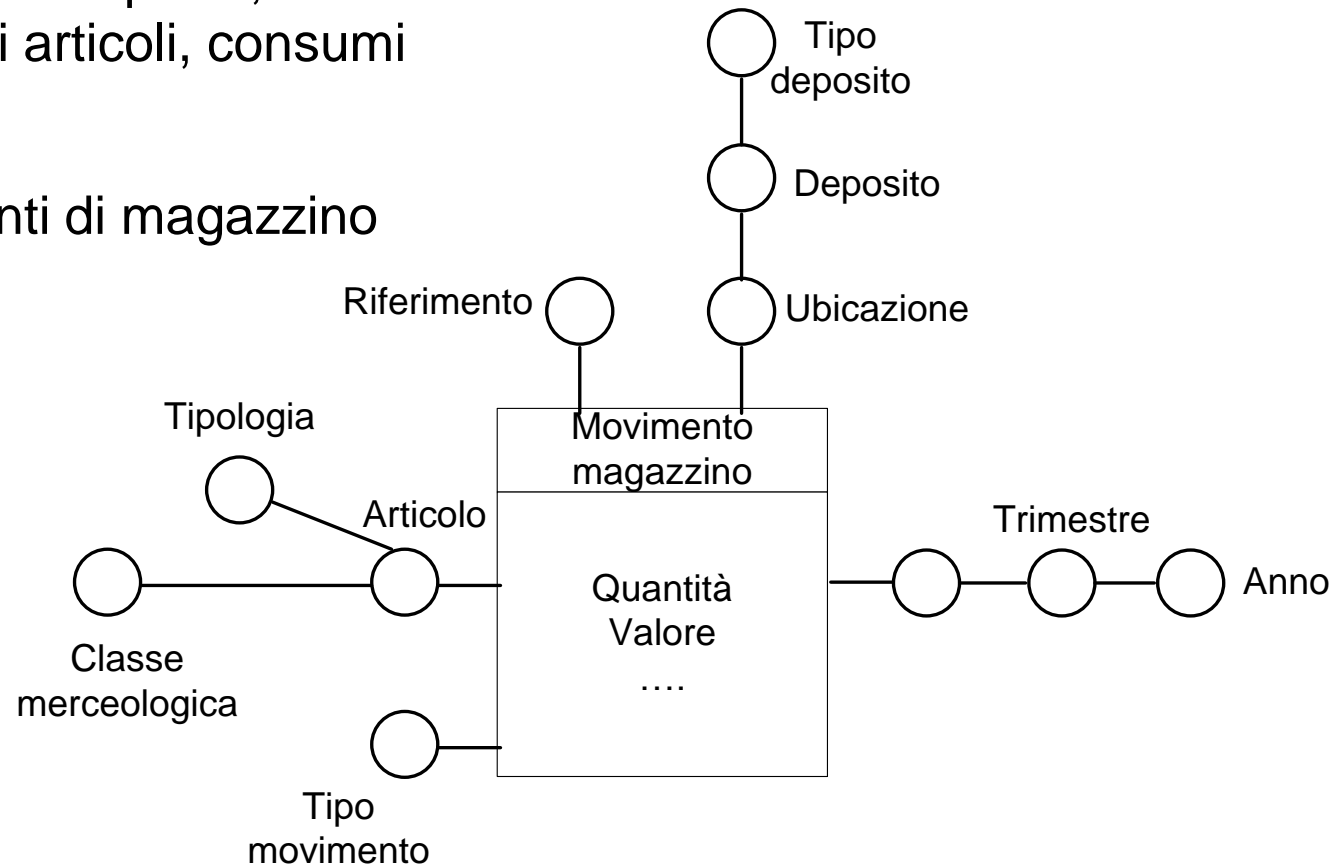 i articoli, consumi
nti di magazzino
Tipo
deposito
Deposito
Riferimento
Ubicazione
Tipologia
Movimento
magazzino
Articolo
Trimestre
Quantità
Valore
....
Anno
Classe
merceologica
Tipo
movimento